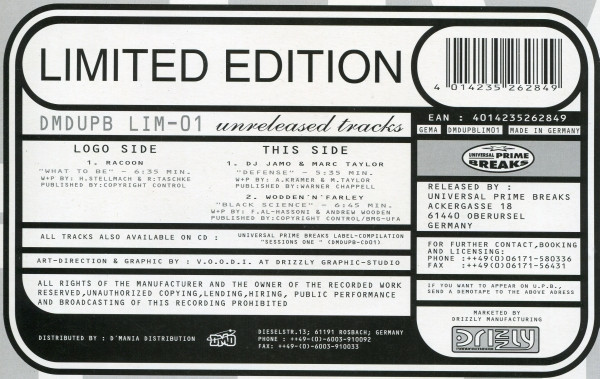 LIMITED EDITION
4 014235 262849
EAN : 4014235262849
GEMA DMDUPBLIM01 MADE IN GERMANY
DMDUPB LIM-01 unreleased tracks
LOGO SIDE
1. RACOON
"WHAT TO BE" - 6:35 MIN.
W+P BY: H.STELLMACH & R:TASCHKE
PUBLISHED BY:COPYRIGHT CONTROL
THIS SIDE
1. DJ JAMO & MARC TAYLOR
"DEFENSE" - 5:35 MIN.
W+P BY: A.KRAMER & M.TAYLOR
PUBLISHED BY:WARNER CHAPPELL
2. WODDEN'N'FARLEY
"BLACK SCIENCE" - 6:45 MIN.
W+P BY: F.AL-HASSONI & ANDREW WOODEN
PUBLISHED BY:COPYRIGHT CONTROL/BMG-UFA
UNIVERSAL PRIME
BREAKS
RELEASED BY :
UNIVERSAL PRIME BREAKS
ACKERGASSE 18
61440 OBERURSEL
GERMANY
ALL TRACKS ALSO AVAILABLE ON CD : UNIVERSAL PRIME BREAKS LABEL-COMPILATION
"SESSIONS ONE" (DMDUPB-CD01)
ART-DIRECTION & GRAPHIC BY : V.O.O.D.I. AT DRIZZLY GRAPHIC-STUDIO
FOR FURTHER CONTACT,BOOKING
AND LICENSING:
PHONE :++49(0)06171-580336
FAX :++49(0)06171-56431
ALL RIGHTS OF THE MANUFACTURER AND THE OWNER OF THE RECORDED WORK
RESERVED,UNAUTHORIZED COPYING,LENDING,HIRING, PUBLIC PERFORMANCE
AND BROADCASTING OF THIS RECORDING PROHIBITED
IF YOU WANT TO APPEAR ON U.P.B.,
SEND A DEMOTAPE TO THE ABOVE ADRESS
MARKETED BY
DRIZZLY MANUFACTURING
DRIZZLY
DISTRIBUTED BY : D'MANIA DISTRIBUTION
DMD
DIESELSTR.13; 61191 ROSBACH; GERMANY
PHONE : ++49-(0)-6003-910092
FAX: ++49-(0)-6003-910033